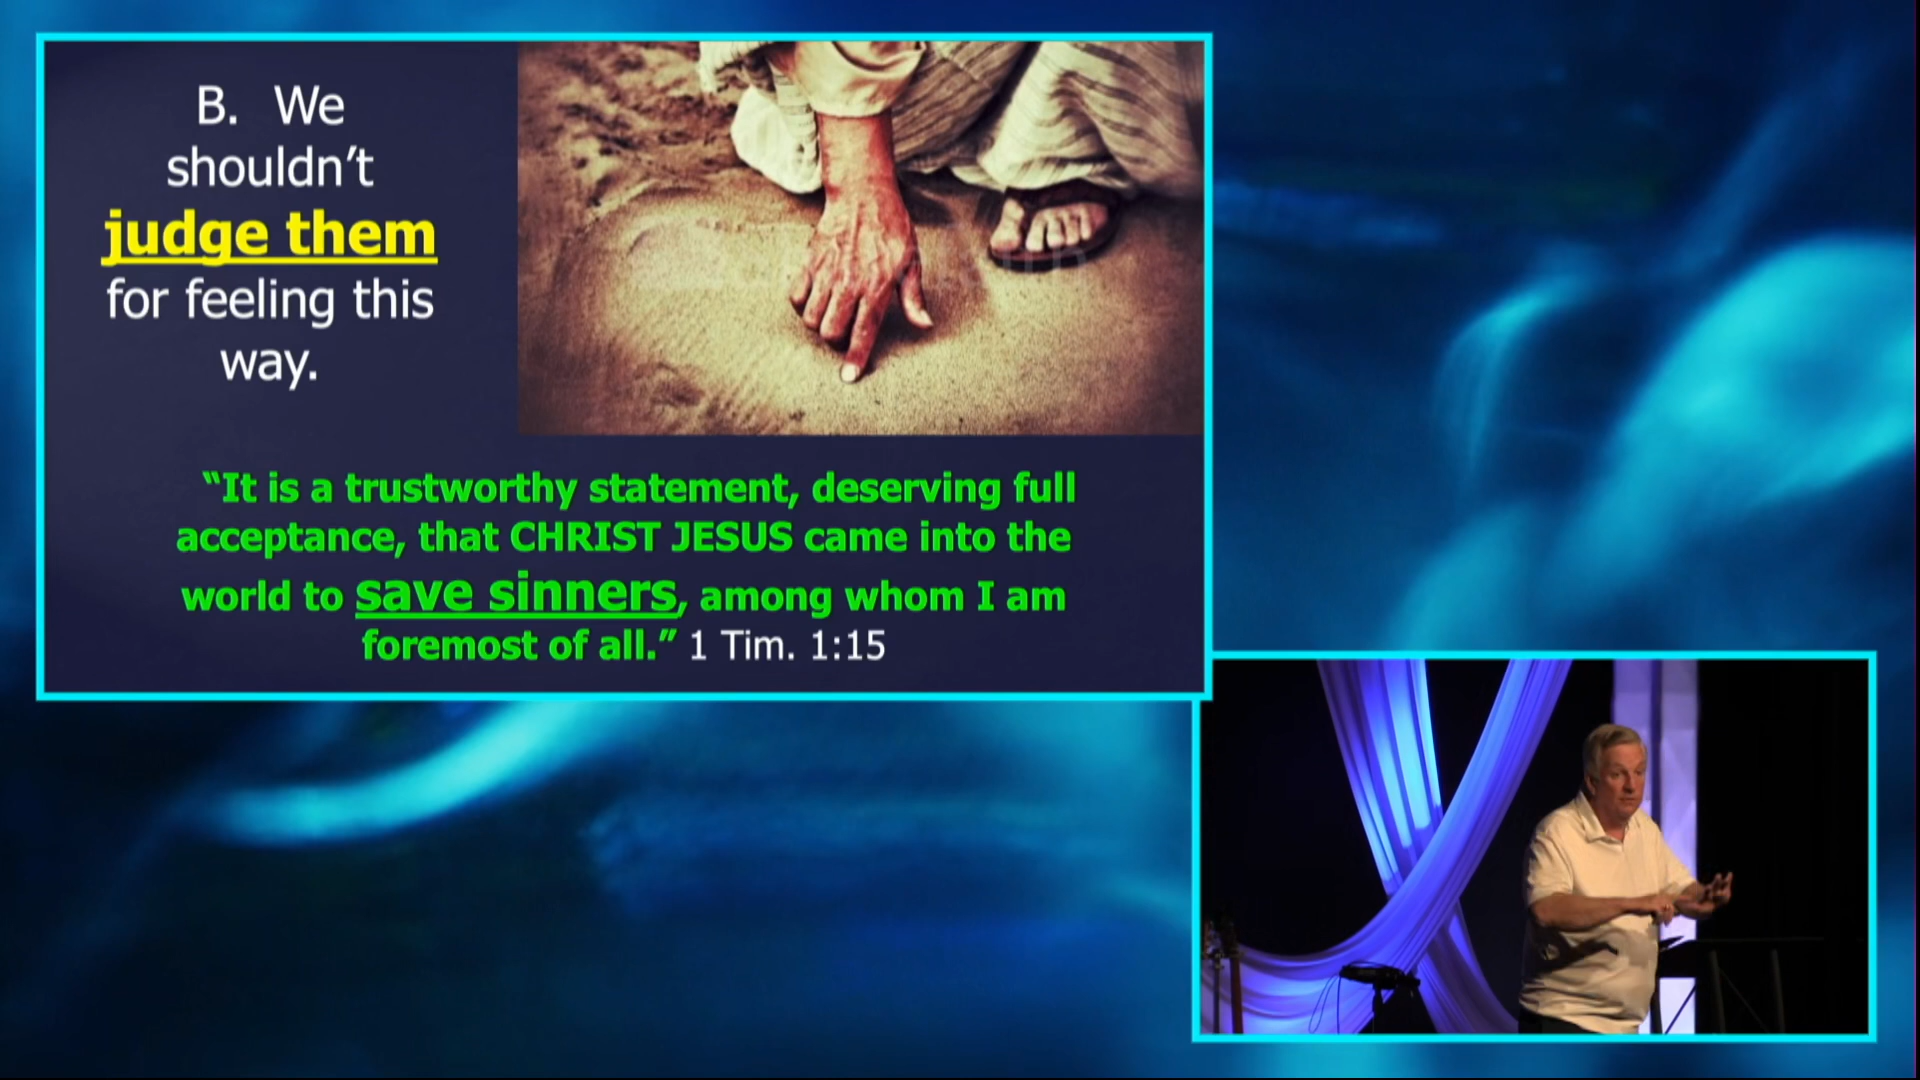 B. We
shouldn’t
judge them
for feeling this
way.
“It is a trustworthy statement, deserving full
acceptance, that CHRIST JESUS came into the
world to save sinners, among whom I am
foremost of all.” 1 Tim. 1:15